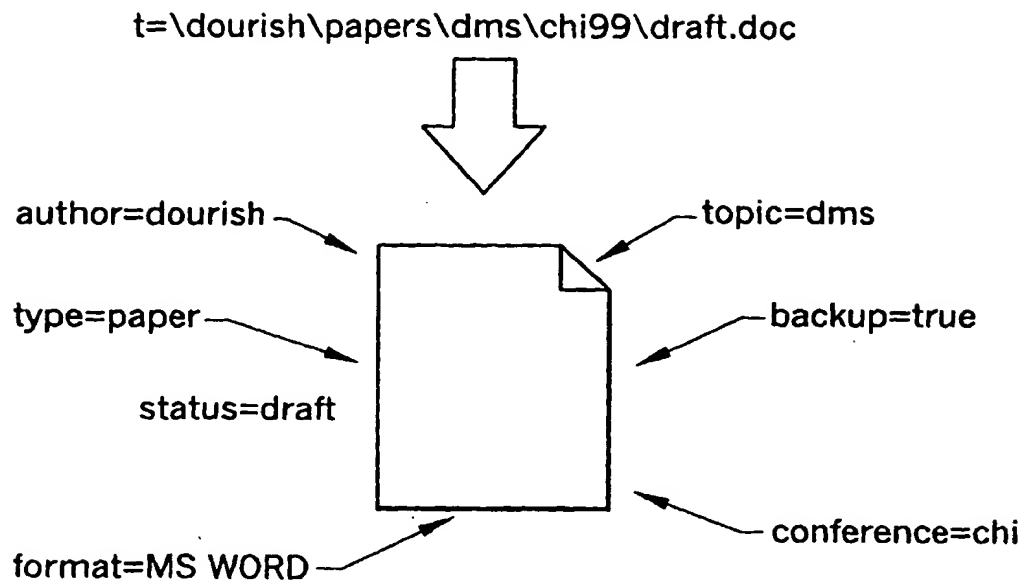 t=\dourish\papers\dms\chi99\draft.doc
author=dourish
topic=dms
type=paper
backup=true
status=draft
conference=chi
format=MS WORD